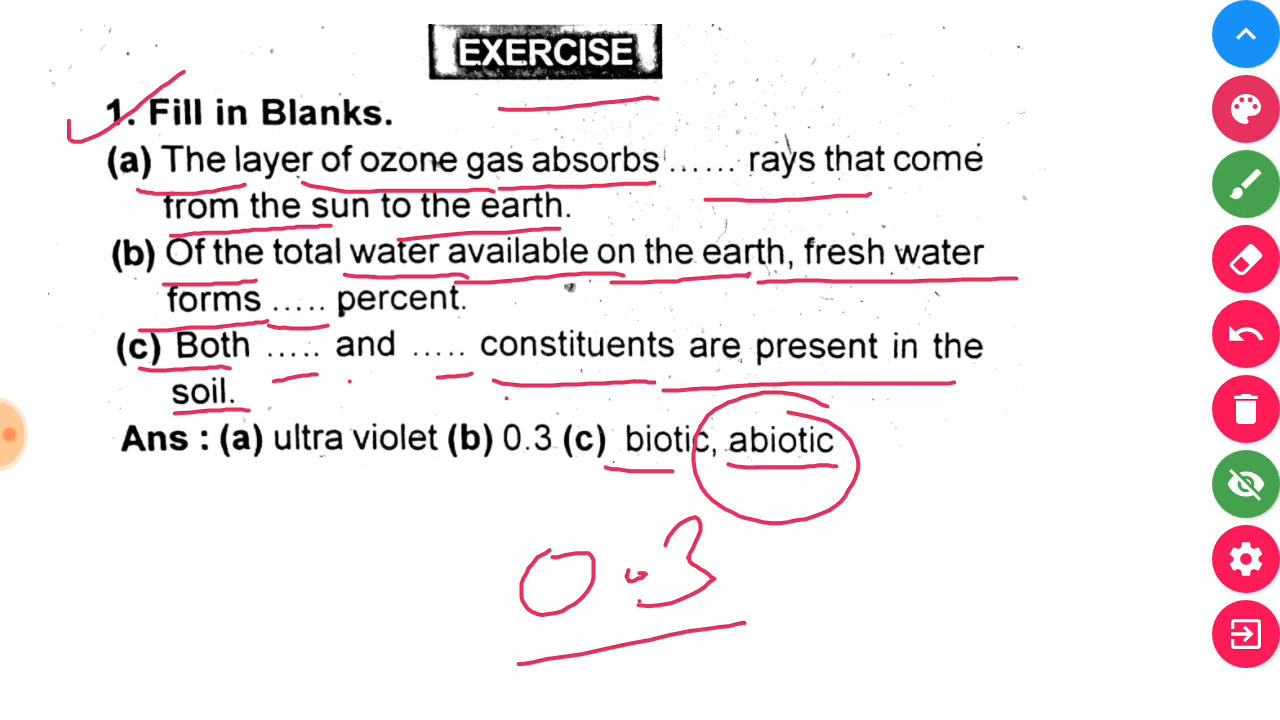 EXERCISE
1. Fill in Blanks.
(a) The layer of ozone gas absorbs ...... rays that come
from the sun to the earth.
(b) Of the total water available on the earth, fresh water
forms ..... percent.
(c) Both ..... and ..... constituents are present in the
soil.
Ans : (a) ultra violet (b) 0.3 (c) biotic, abiotic
0.3